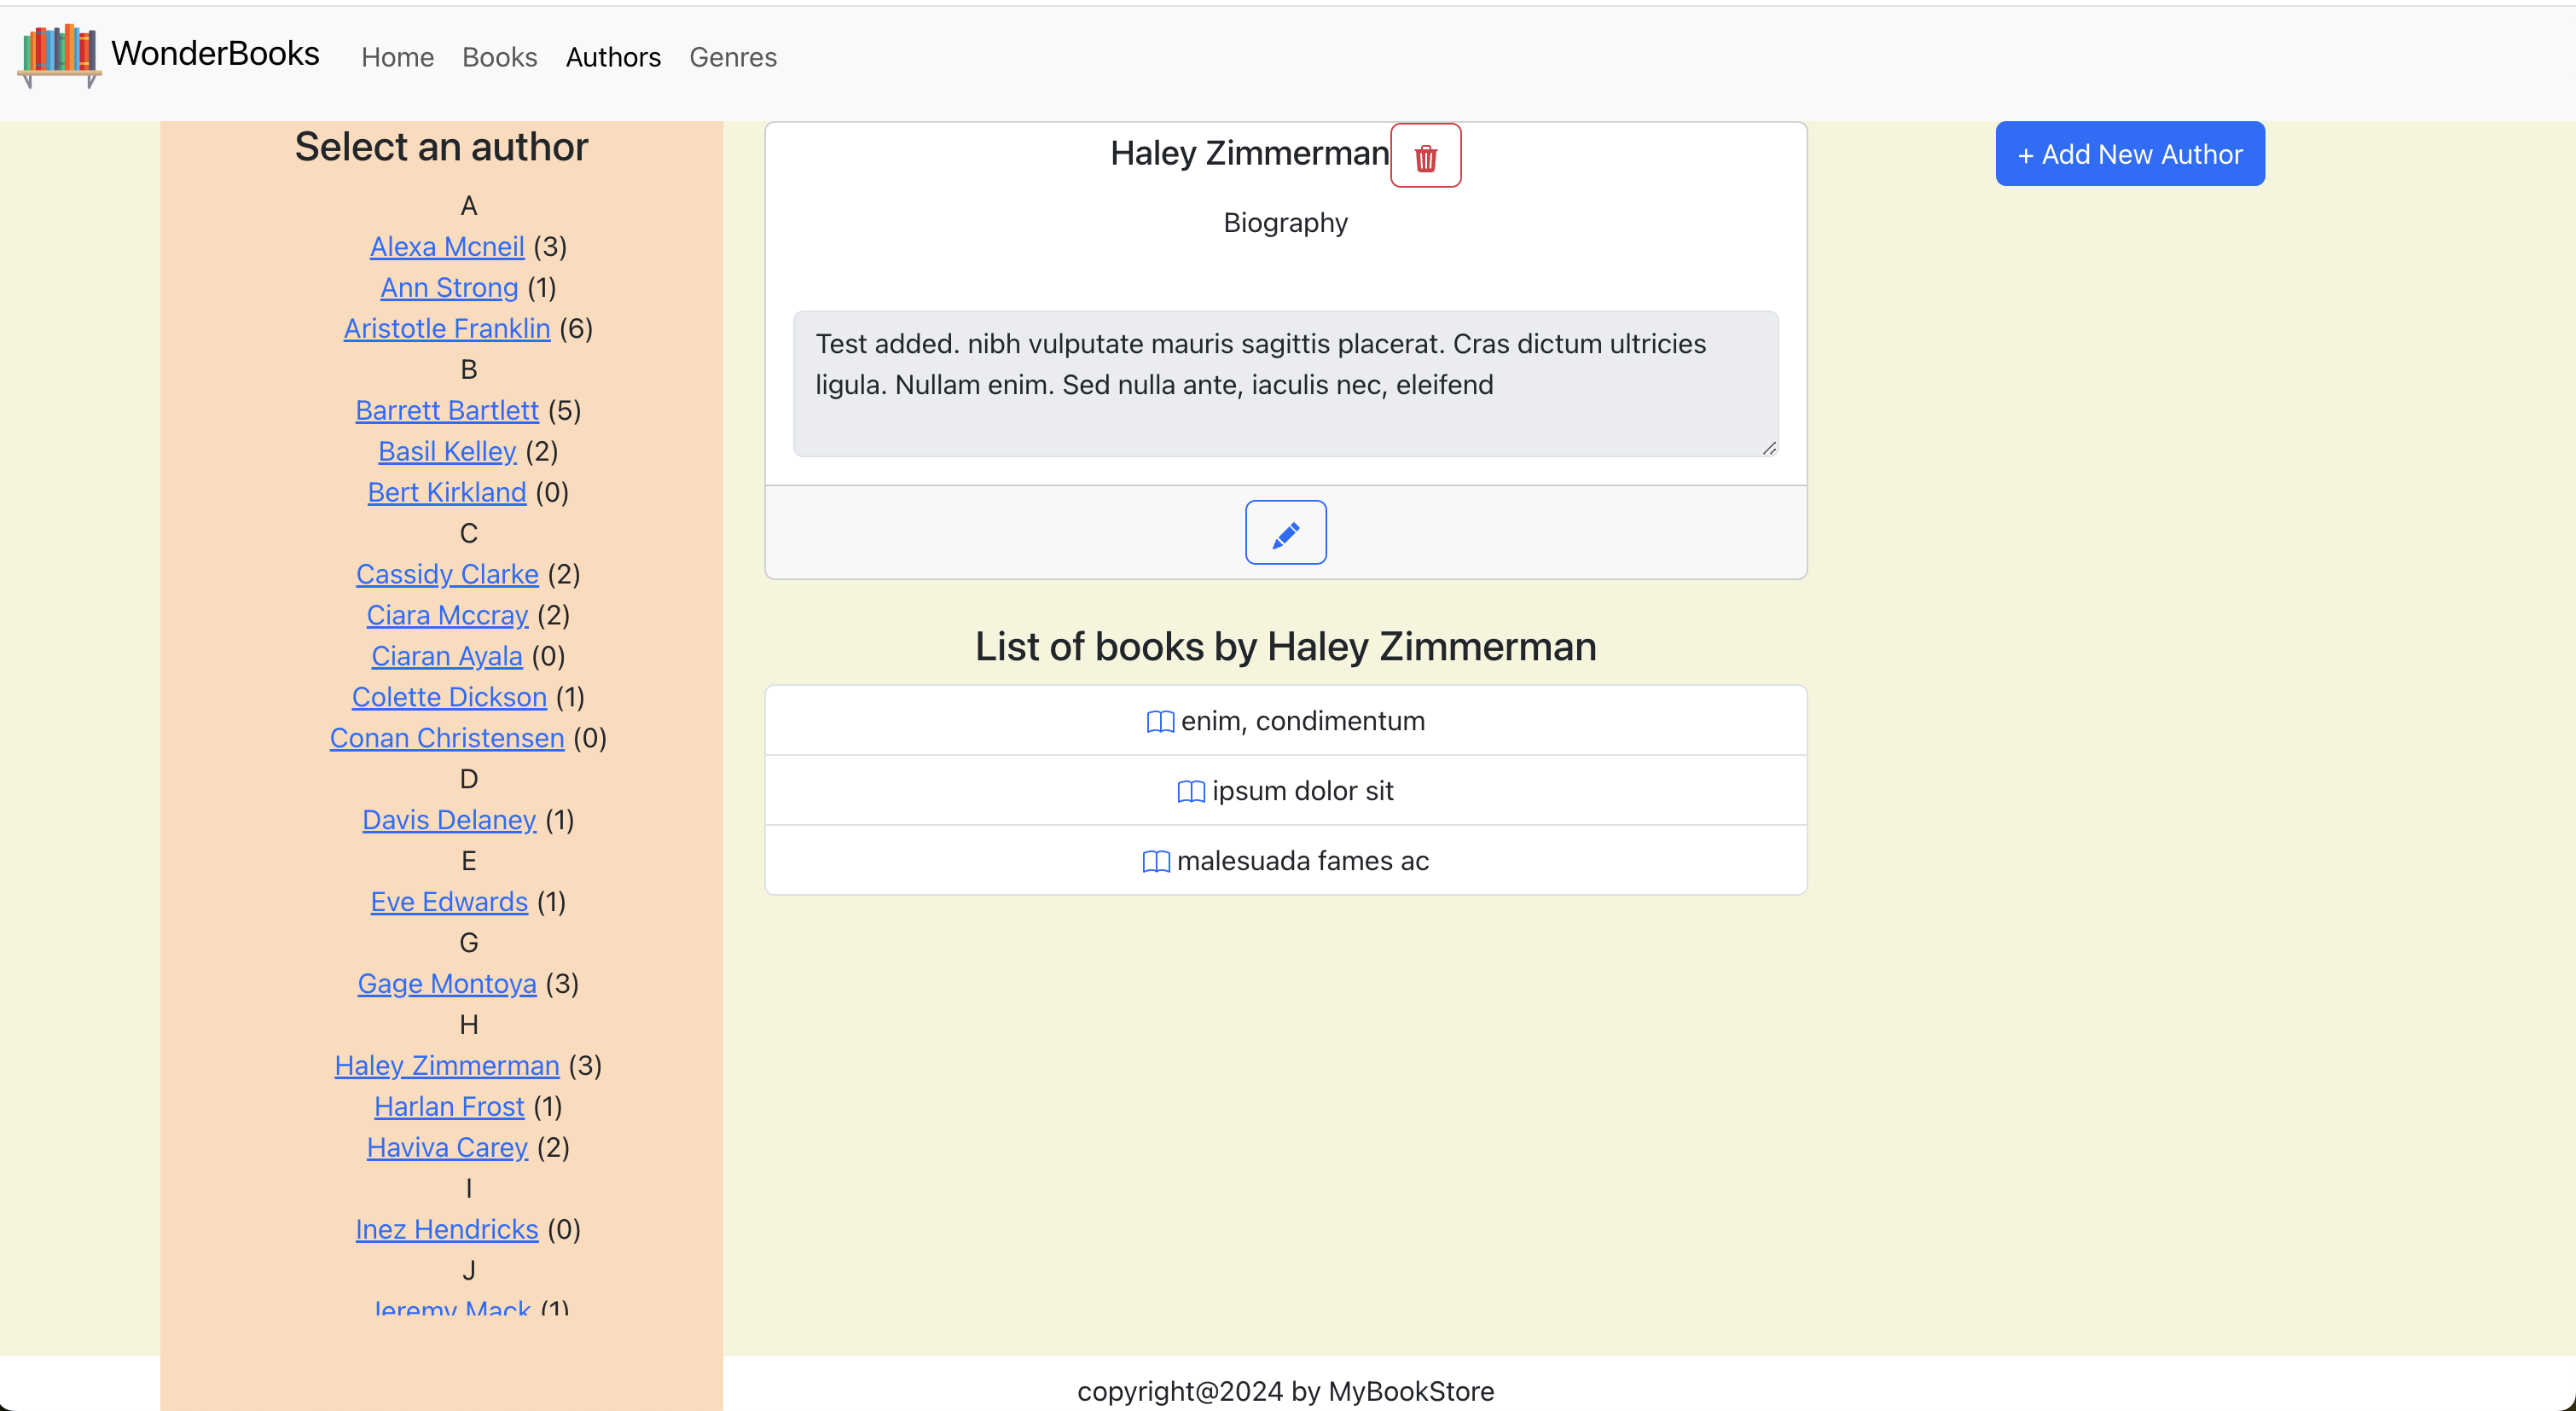 WonderBooks
Home
Books
Authors
Genres
Select an author
A
Alexa Mcneil (3)
Ann Strong (1)
Aristotle Franklin (6)
B
Barrett Bartlett (5)
Basil Kelley (2)
Bert Kirkland (0)
C
Cassidy Clarke (2)
Ciara Mccray (2)
Ciaran Ayala (0)
Colette Dickson (1)
Conan Christensen (0)
D
Davis Delaney (1)
E
Eve Edwards (1)
G
Gage Montoya (3)
H
Haley Zimmerman (3)
Harlan Frost (1)
Haviva Carey (2)
I
Inez Hendricks (0)
J
Jeremy Mack (1)
Haley Zimmerman
Biography
Test added. nibh vulputate mauris sagittis placerat. Cras dictum ultricies
ligula. Nullam enim. Sed nulla ante, iaculis nec, eleifend
List of books by Haley Zimmerman
enim, condimentum
ipsum dolor sit
malesuada fames ac
+ Add New Author
copyright@2024 by MyBookStore